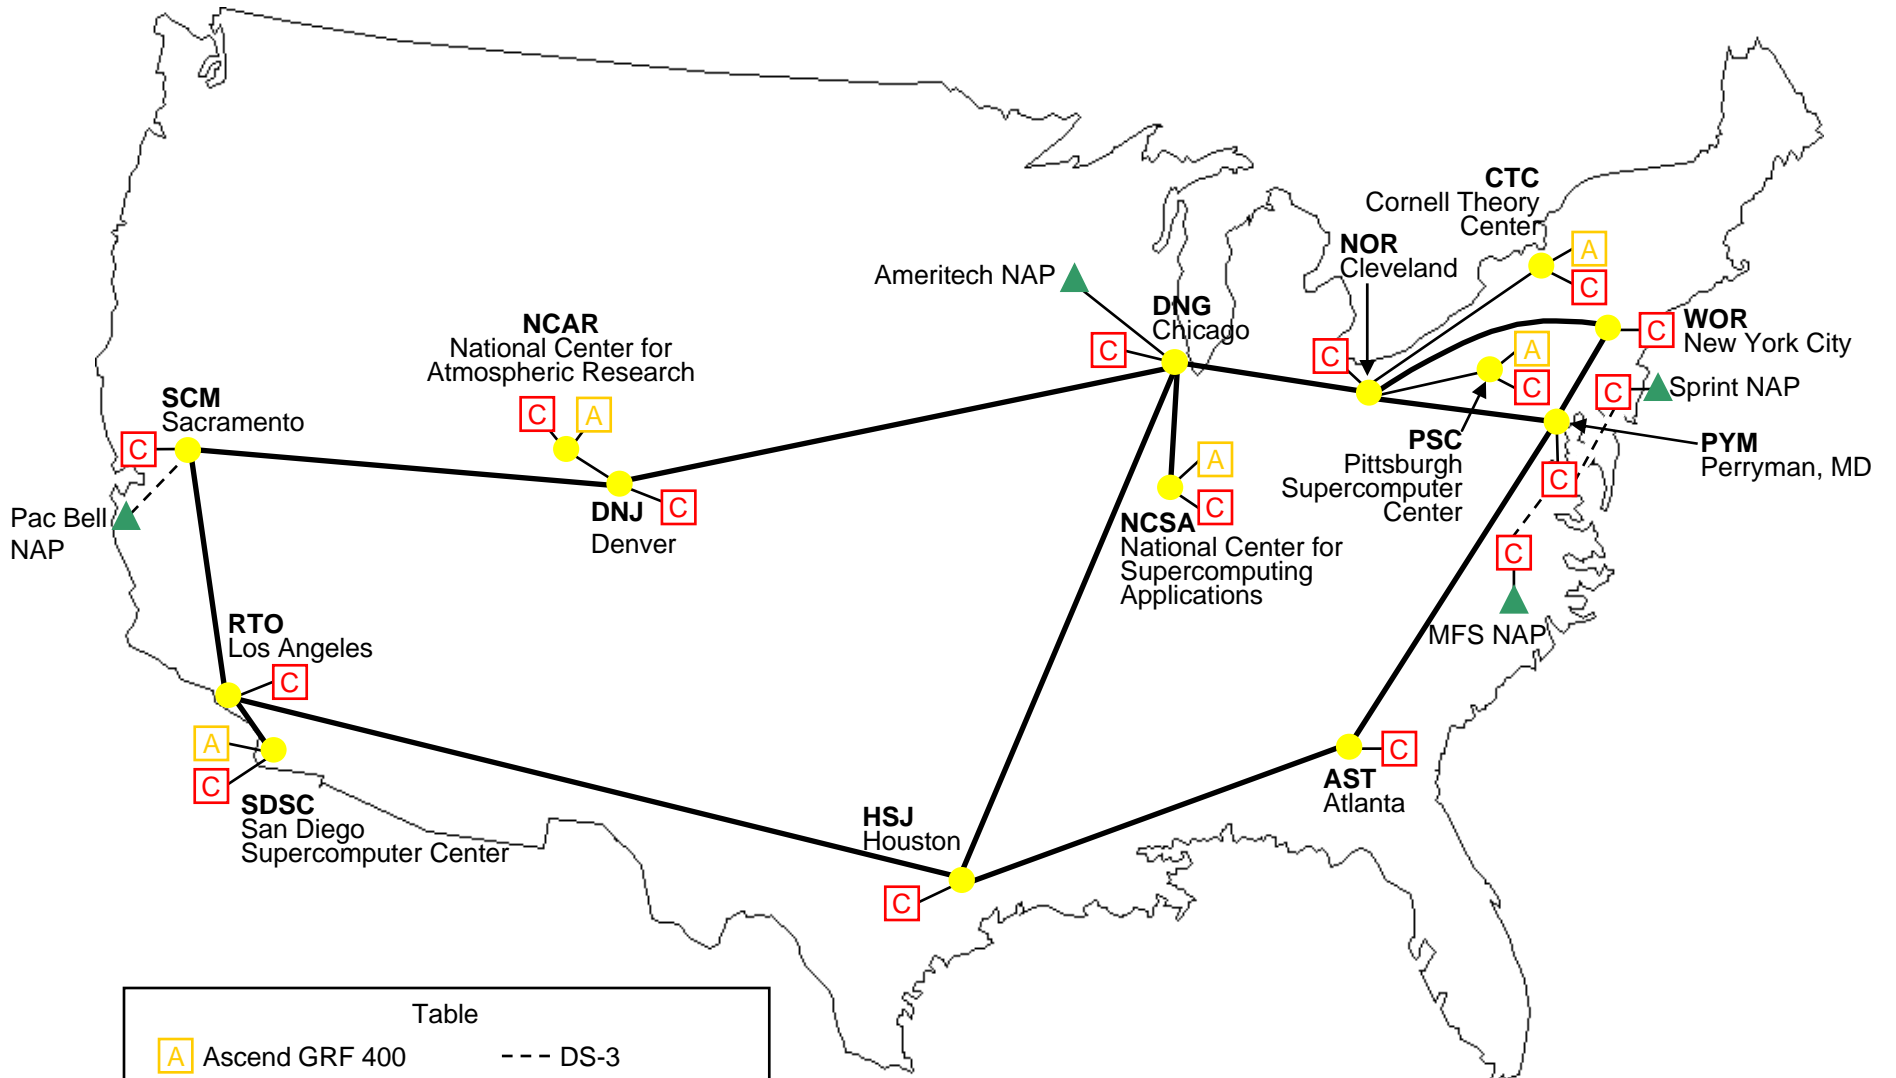 CTC
Cornell Theory
Center
A
C
NOR
Cleveland
Ameritech NAP
DNG
Chicago
C
C
WOR
New York City
C
A
C
C
Sprint NAP
PSC
Pittsburgh
Supercomputer
Center
PYM
Perryman, MD
C
C
MFS NAP
NCAR
National Center for
Atmospheric Research
C
A
SCM
Sacramento
C
Pac Bell
NAP
DNJ
Denver
C
A
C
NCSA
National Center for
Supercomputing
Applications
RTO
Los Angeles
C
A
C
SDSC
San Diego
Supercomputer Center
HSJ
Houston
C
AST
Atlanta
C
Table
A Ascend GRF 400
DS-3